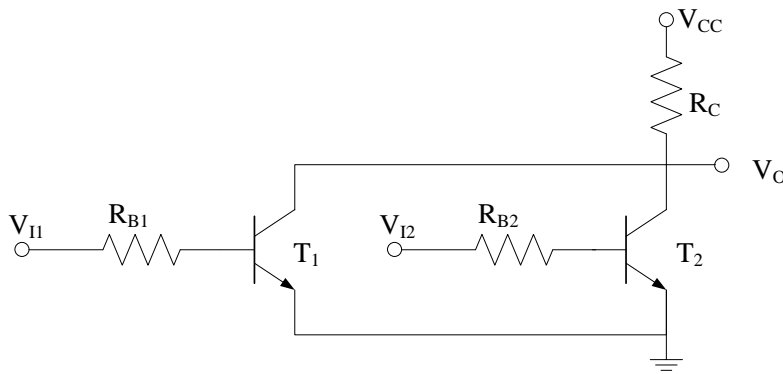 V_CC
R_C
V_O
V_I1
R_B1
T_1
V_I2
R_B2
T_2